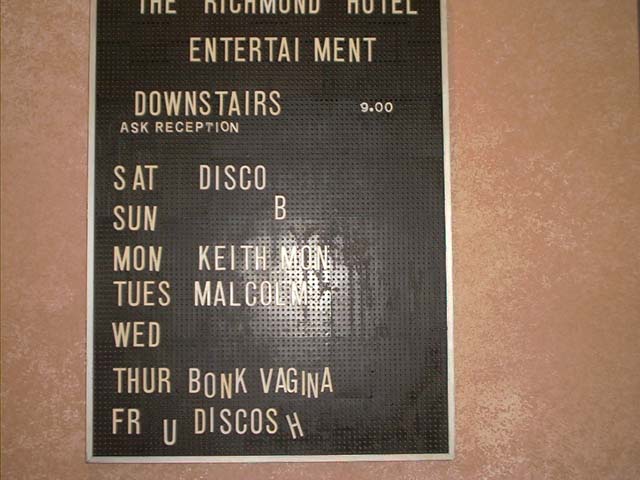 THE RICHMOND HOTEL
ENTERTAI MENT
DOWNSTAIRS 9.00
ASK RECEPTION
SAT DISCO
B
SUN
MON KEITH MON
TUES MALCOLM
WED
THUR BONK VAGINA
FR U DISCOS H